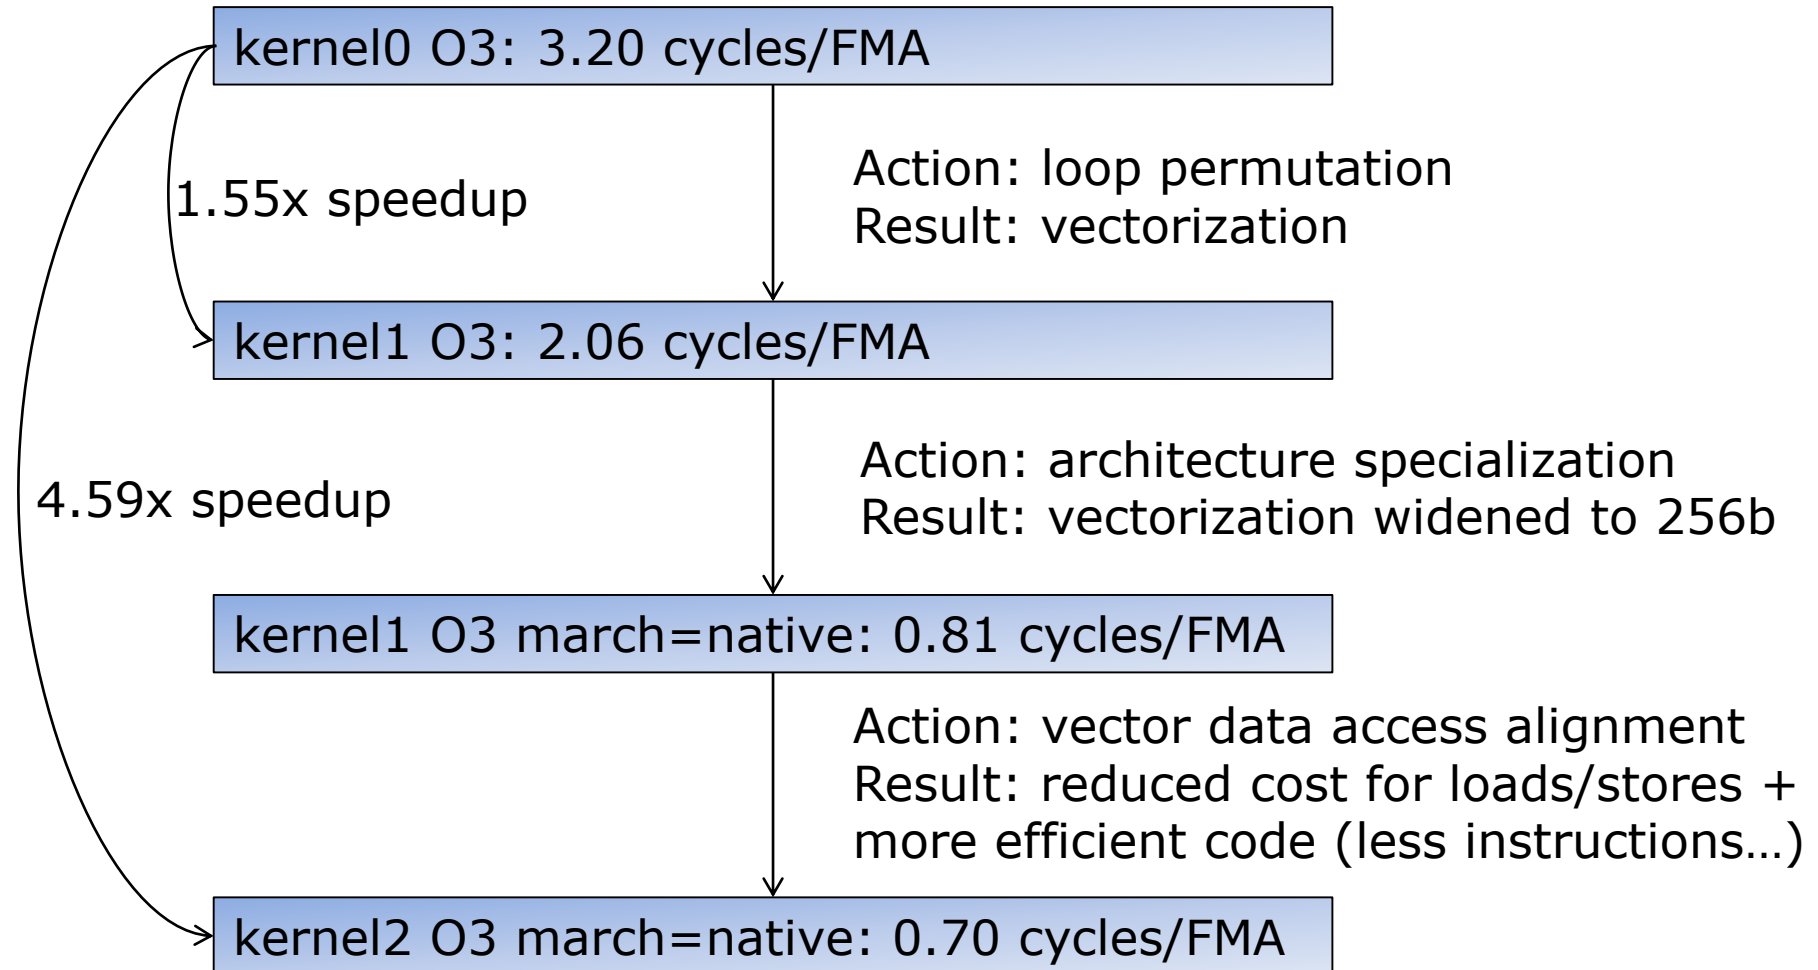 kernel0 O3: 3.20 cycles/FMA
1.55x speedup
Action: loop permutation
Result: vectorization
kernel1 O3: 2.06 cycles/FMA
4.59x speedup
Action: architecture specialization
Result: vectorization widened to 256b
kernel1 O3 march=native: 0.81 cycles/FMA
Action: vector data access alignment
Result: reduced cost for loads/stores +
more efficient code (less instructions…)
kernel2 O3 march=native: 0.70 cycles/FMA